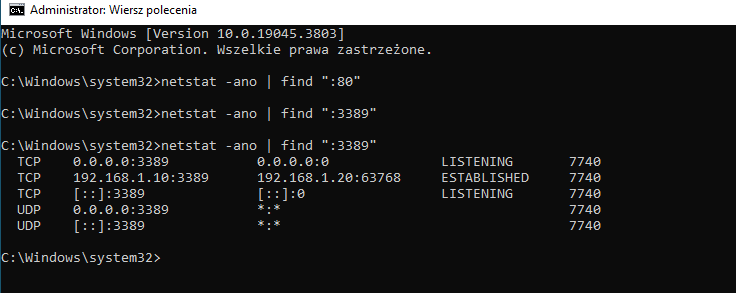 Administrator: Wiersz polecenia
Microsoft Windows [Version 10.0.19045.3803]
(c) Microsoft Corporation. Wszelkie prawa zastrzeżone.
C:\Windows\system32>netstat -ano | find ":80"
C:\Windows\system32>netstat -ano | find ":3389"
C:\Windows\system32>netstat -ano | find ":3389"
TCP    0.0.0.0:3389           0.0.0.0:0              LISTENING       7740
TCP    192.168.1.10:3389      192.168.1.20:63768     ESTABLISHED     7740
TCP    [::]:3389              [::]:0                 LISTENING       7740
UDP    0.0.0.0:3389           *:*                                    7740
UDP    [::]:3389              *:*                                    7740
C:\Windows\system32>